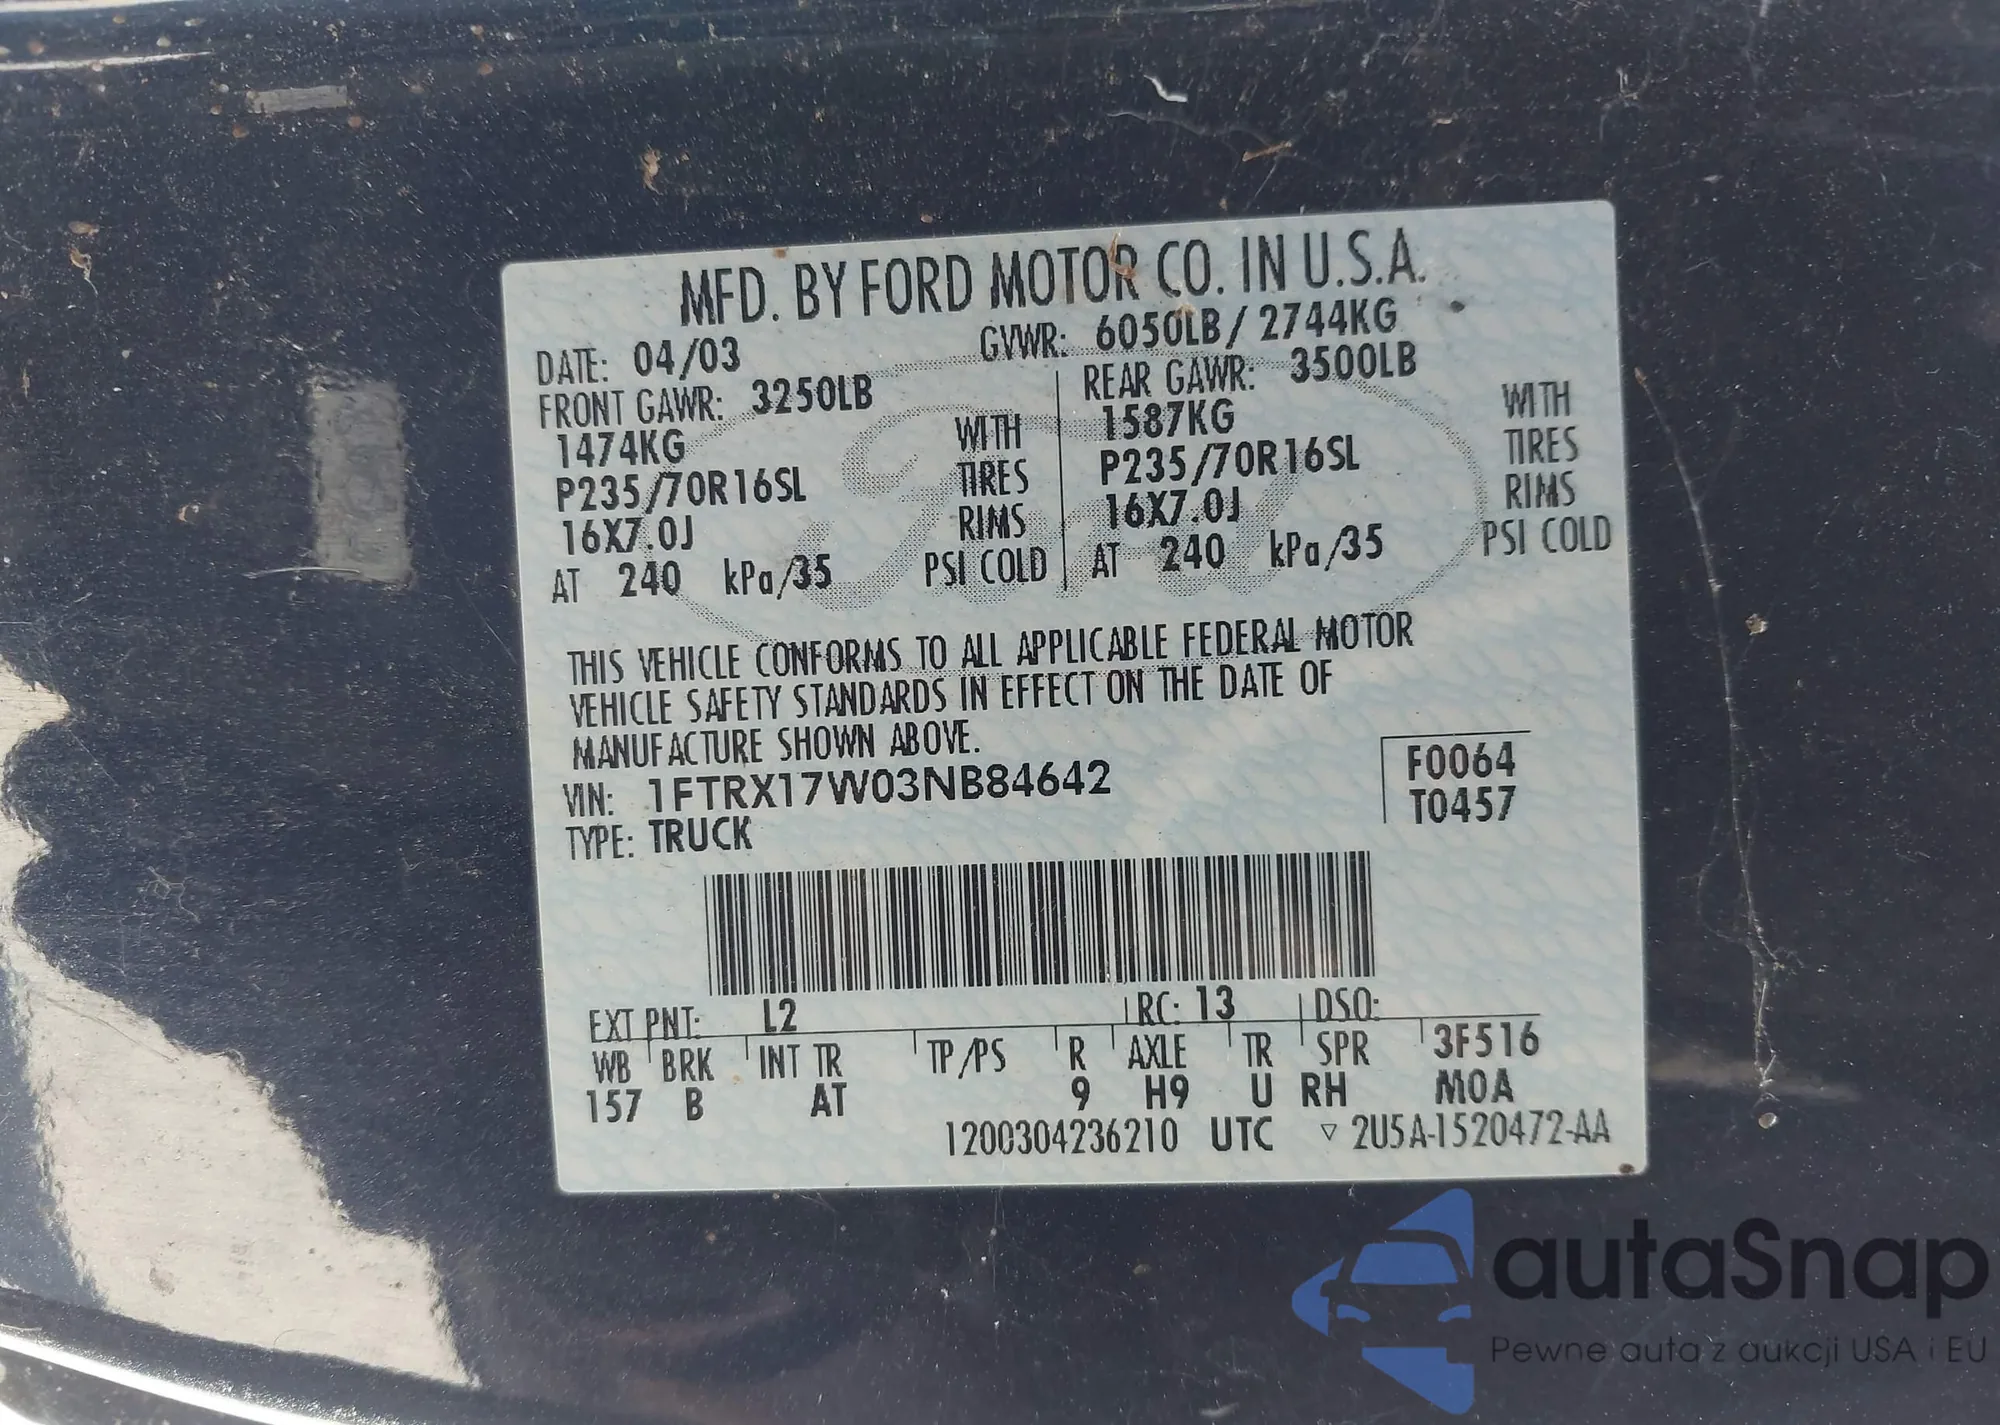 MFD. BY FORD MOTOR CO. IN U.S.A.
DATE: 04/03 GVWR: 6050LB/ 2744KG
FRONT GAWR: 3250LB REAR GAWR: 3500LB
1474KG WITH 1587KG WITH
P235/70R16SL TIRES P235/70R16SL TIRES
16X7.0J RIMS 16X7.0J RIMS
AT 240 kPa/35 PSI COLD AT 240 kPa/35 PSI COLD
THIS VEHICLE CONFORMS TO ALL APPLICABLE FEDERAL MOTOR
VEHICLE SAFETY STANDARDS IN EFFECT ON THE DATE OF
MANUFACTURE SHOWN ABOVE.
VIN: 1FTRX17W03NB84642 F0064
TYPE: TRUCK T0457
EXT PNT: L2 RC: 13 DSO:
WB BRK INT TR TP/PS R AXLE TR SPR 3F516
157 B AT 9 H9 U RH M0A
1200304236210 UTC ▽ 2U5A-1520472-AA
autaSnap
Pewne auta z aukcji USA i EU